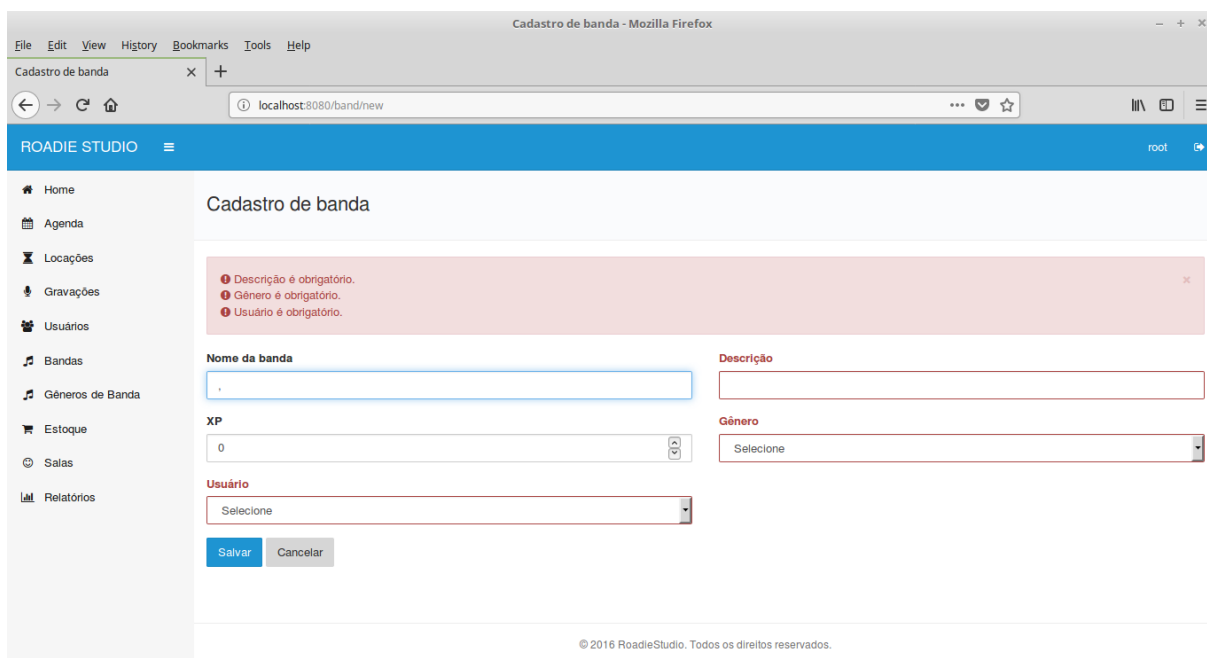 Cadastro de banda - Mozilla Firefox
File Edit View History Bookmarks Tools Help
Cadastro de banda
localhost:8080/band/new
ROADIE STUDIO
root
Home
Agenda
Locações
Gravações
Usuários
Bandas
Gêneros de Banda
Estoque
Salas
Relatórios
Cadastro de banda
Descrição é obrigatório.
Gênero é obrigatório.
Usuário é obrigatório.
Nome da banda
Descrição
,
XP
Gênero
0
Selecione
Usuário
Selecione
Salvar Cancelar
© 2016 RoadieStudio. Todos os direitos reservados.